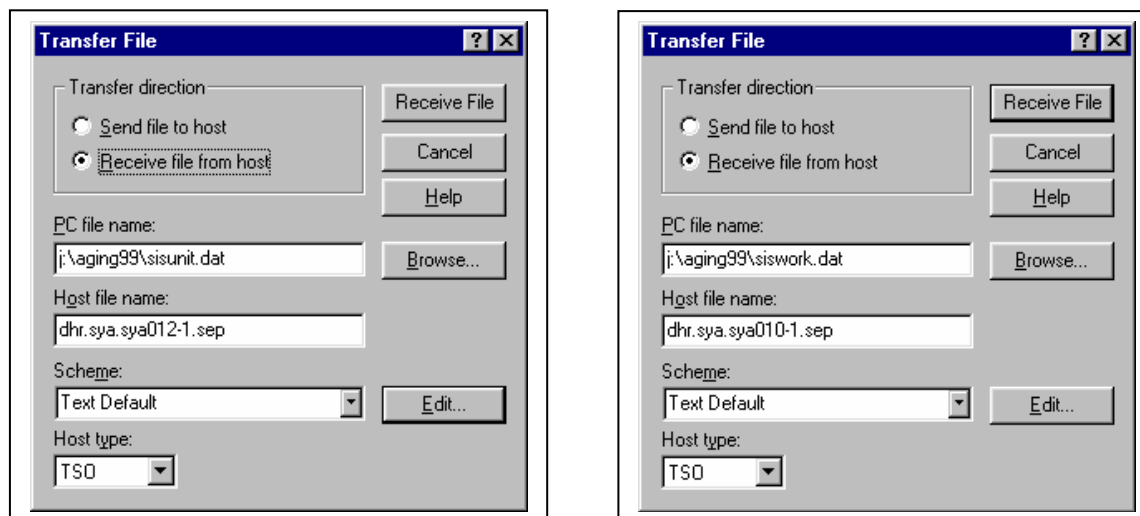 Transfer File
Transfer direction
Send file to host
Receive file from host
Receive File
Cancel
Help
PC file name:
j:\aging99\sisunit.dat
Browse...
Host file name:
dhr.sya.sya012-1.sep
Scheme:
Text Default
Edit...
Host type:
TSO
Transfer File
Transfer direction
Send file to host
Receive file from host
Receive File
Cancel
Help
PC file name:
j:\aging99\siswork.dat
Browse...
Host file name:
dhr.sya.sya010-1.sep
Scheme:
Text Default
Edit...
Host type:
TSO